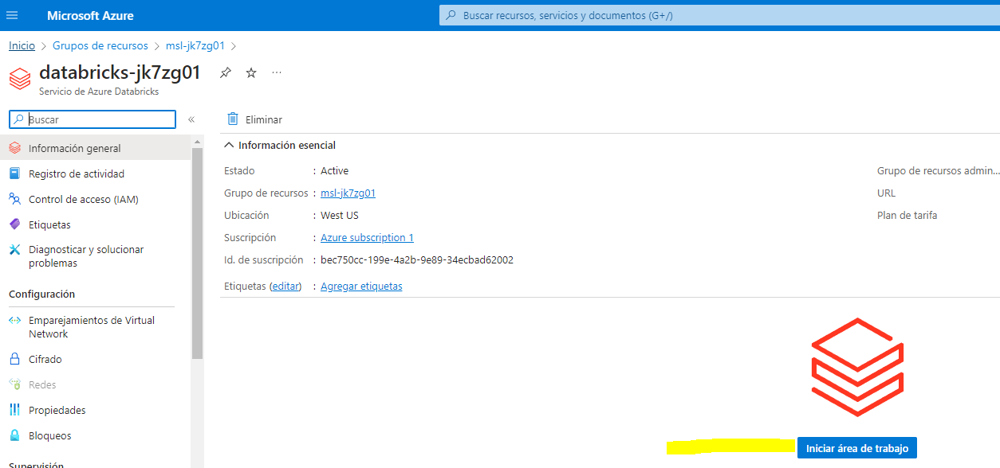 Microsoft Azure
Buscar recursos, servicios y documentos (G+/)
Inicio > Grupos de recursos > msl-jk7zg01 >
databricks-jk7zg01
Servicio de Azure Databricks
Buscar
«
Eliminar
Información general
Registro de actividad
Control de acceso (IAM)
Etiquetas
Diagnosticar y solucionar
problemas
Configuración
Emparejamientos de Virtual
Network
Cifrado
Redes
Propiedades
Bloqueos
Supervisión
Información esencial
Estado : Active
Grupo de recursos : msl-jk7zg01
Ubicación : West US
Suscripción : Azure subscription 1
Id. de suscripción : bec750cc-199e-4a2b-9e89-34ecbad62002
Etiquetas (editar) : Agregar etiquetas
Grupo de recursos admin...
URL
Plan de tarifa
Iniciar área de trabajo